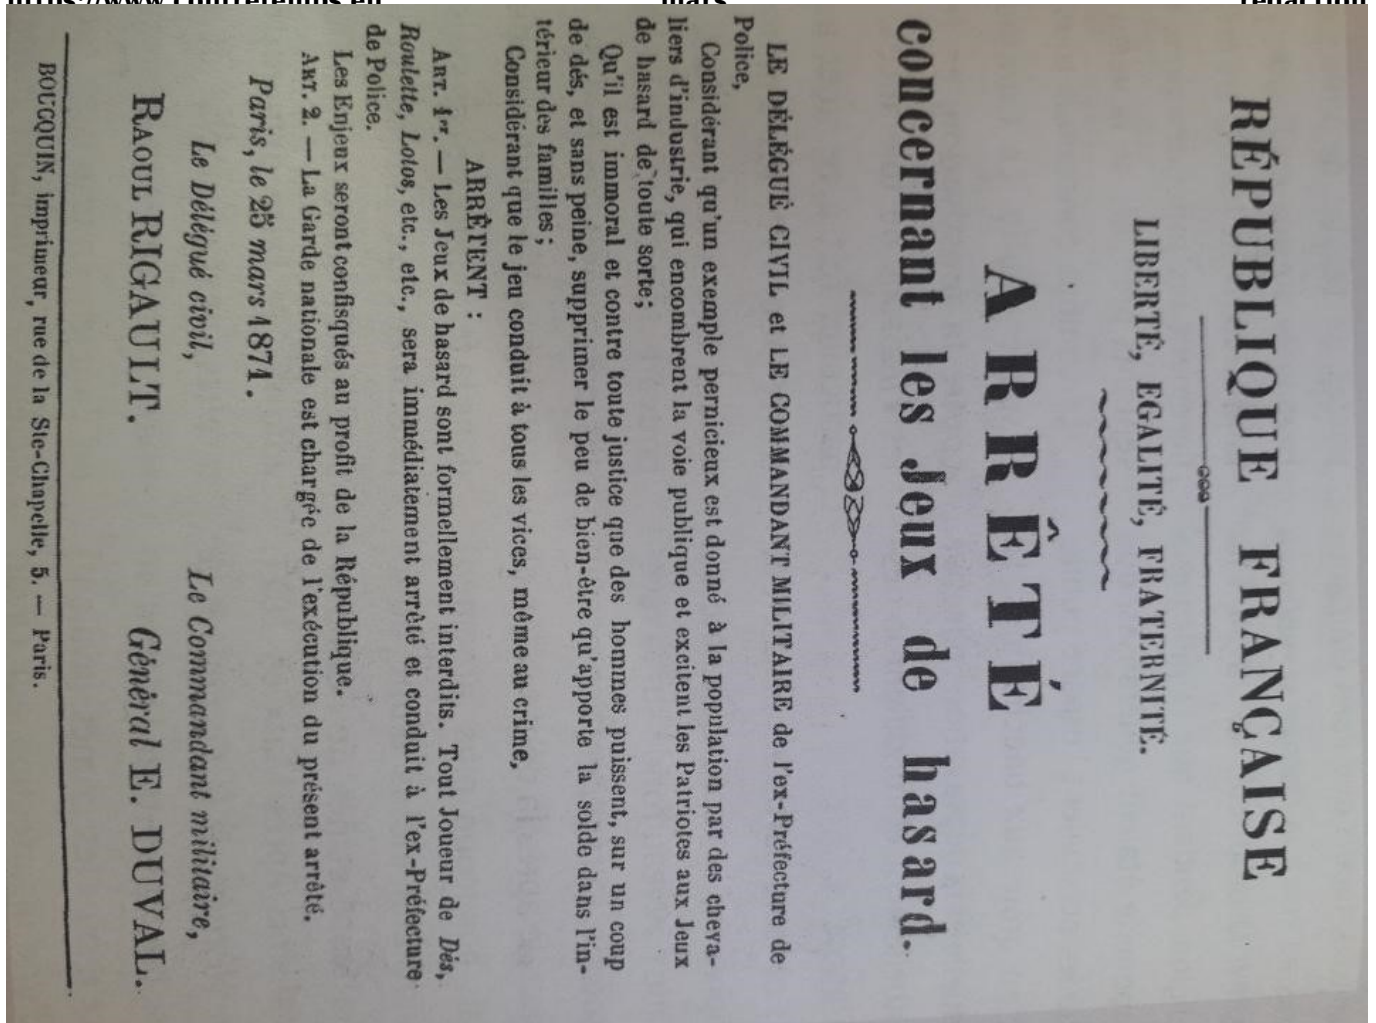 RÉPUBLIQUE FRANÇAISE
LIBERTÉ, EGALITÉ, FRATERNITÉ.
ARRÊTÉ
concernant les Jeux de hasard.
LE DÉLÉGUÉ CIVIL et LE COMMANDANT MILITAIRE de l'ex-Préfecture de
Police,
Considérant qu'un exemple pernicieux est donné à la population par des cheva-
liers d'industrie, qui encombrent la voie publique et excitent les Patriotes aux Jeux
de hasard de toute sorte;
Qu'il est immoral et contre toute justice que des hommes puissent, sur un coup
de dés, et sans peine, supprimer le peu de bien-être qu'apporte la solde dans l'in-
térieur des familles;
Considérant que le jeu conduit à tous les vices, même au crime,
ARRÊTENT :
ART. 1er. — Les Jeux de hasard sont formellement interdits. Tout Joueur de Dés,
Roulette, Lotos, etc., etc., sera immédiatement arrêté et conduit à l'ex-Préfecture
de Police.
Les Enjeux seront confisqués au profit de la République.
ART. 2. — La Garde nationale est chargée de l'exécution du présent arrêté.
Paris, le 25 mars 1871.
Le Délégué civil, Le Commandant militaire,
RAOUL RIGAULT. Général E. DUVAL.
BOUCQUIN, imprimeur, rue de la Ste-Chapelle, 5. — Paris.